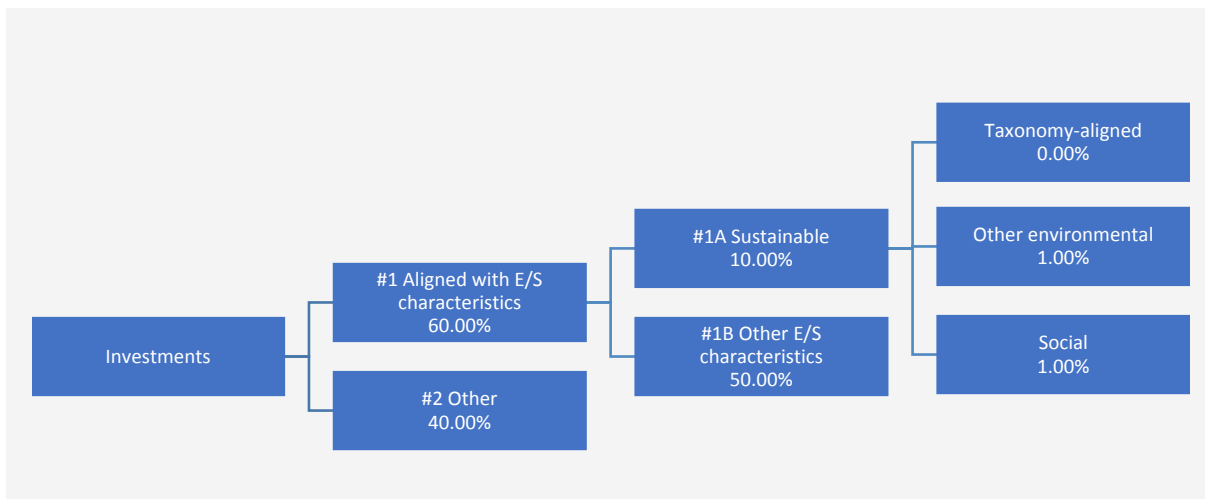 Investments
#1 Aligned with E/S
characteristics
60.00%
#2 Other
40.00%
#1A Sustainable
10.00%
#1B Other E/S
characteristics
50.00%
Taxonomy-aligned
0.00%
Other environmental
1.00%
Social
1.00%